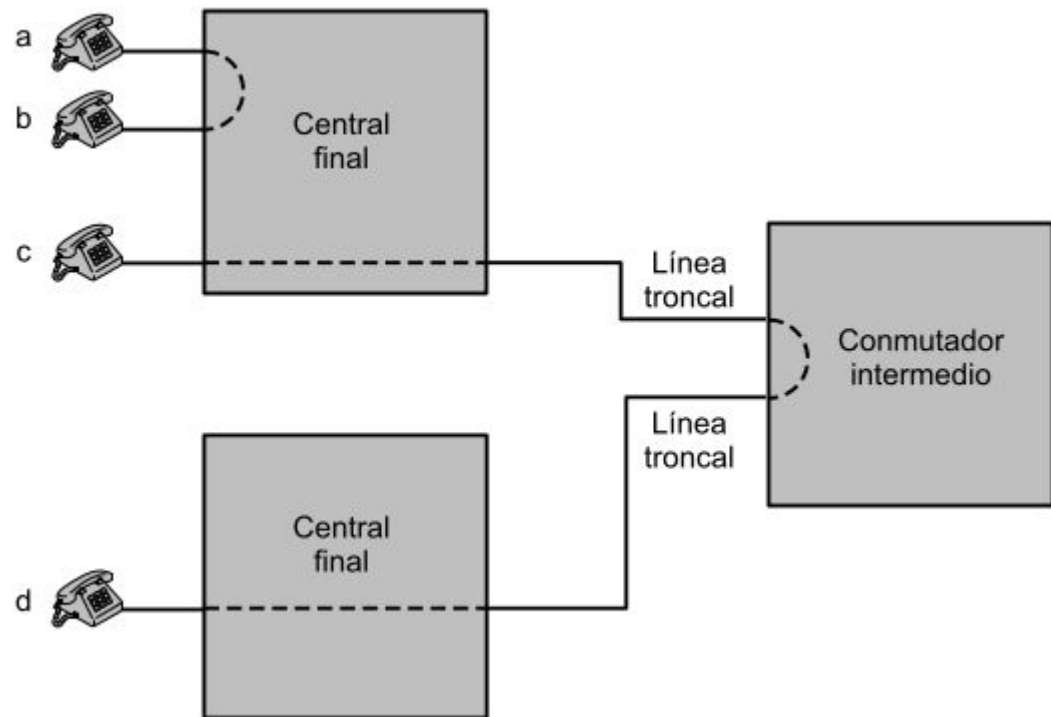 a
b
Central
final
c
Línea
troncal
Conmutador
intermedio
Línea
troncal
Central
final
d